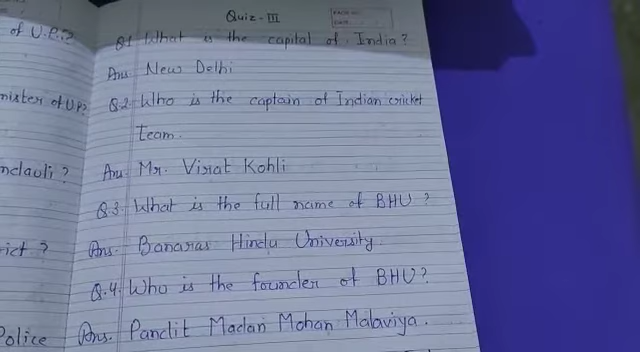 Quiz-III
of U.P.?
Q.1 What is the capital of India?
Ans. New Delhi
nister of UP?
Q.2 Who is the captain of Indian cricket
team.
ndauli?
Ans. Mr. Virat Kohli
Q.3. What is the full name of BHU?
rict?
Ans. Banaras Hindu University.
Q.4. Who is the founder of BHU?
Police
Ans. Pandit Madan Mohan Malaviya.